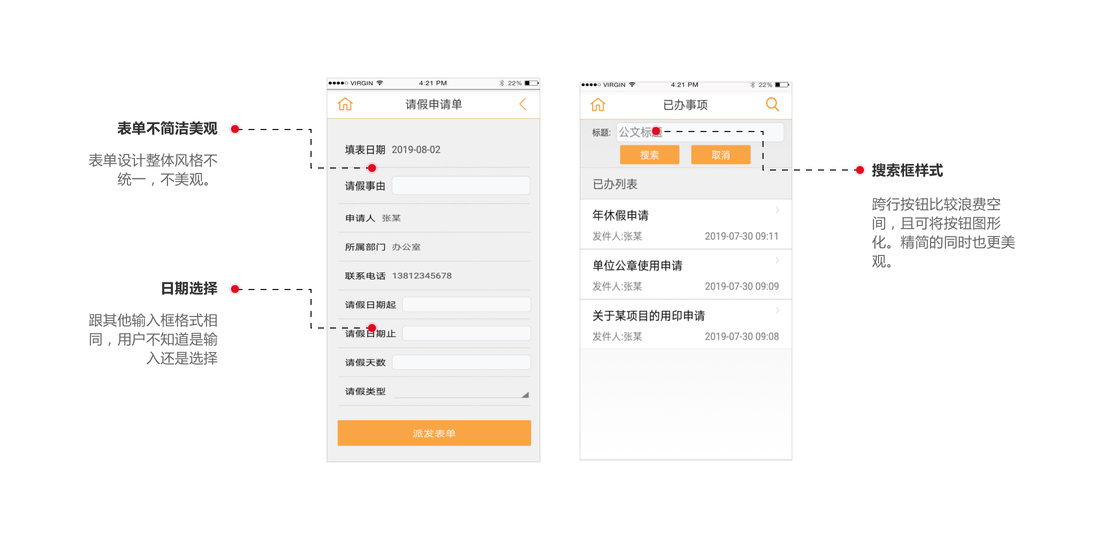 表单不简洁美观
表单设计整体风格不
统一，不美观。
日期选择
跟其他输入框格式相
同，用户不知道是输
入还是选择
VIRGIN 4:21 PM 22%
请假申请单
填表日期 2019-08-02
请假事由
申请人 张某
所属部门 办公室
联系电话 13812345678
请假日期起
请假日期止
请假天数
请假类型
派发表单
VIRGIN 4:21 PM 22%
已办事项
标题: 公文标题
搜索 取消
已办列表
年休假申请
发件人:张某 2019-07-30 09:11
单位公章使用申请
发件人:张某 2019-07-30 09:09
关于某项目的用印申请
发件人:张某 2019-07-30 09:08
搜索框样式
跨行按钮比较浪费空
间，且可将按钮图形
化。精简的同时也更美
观。